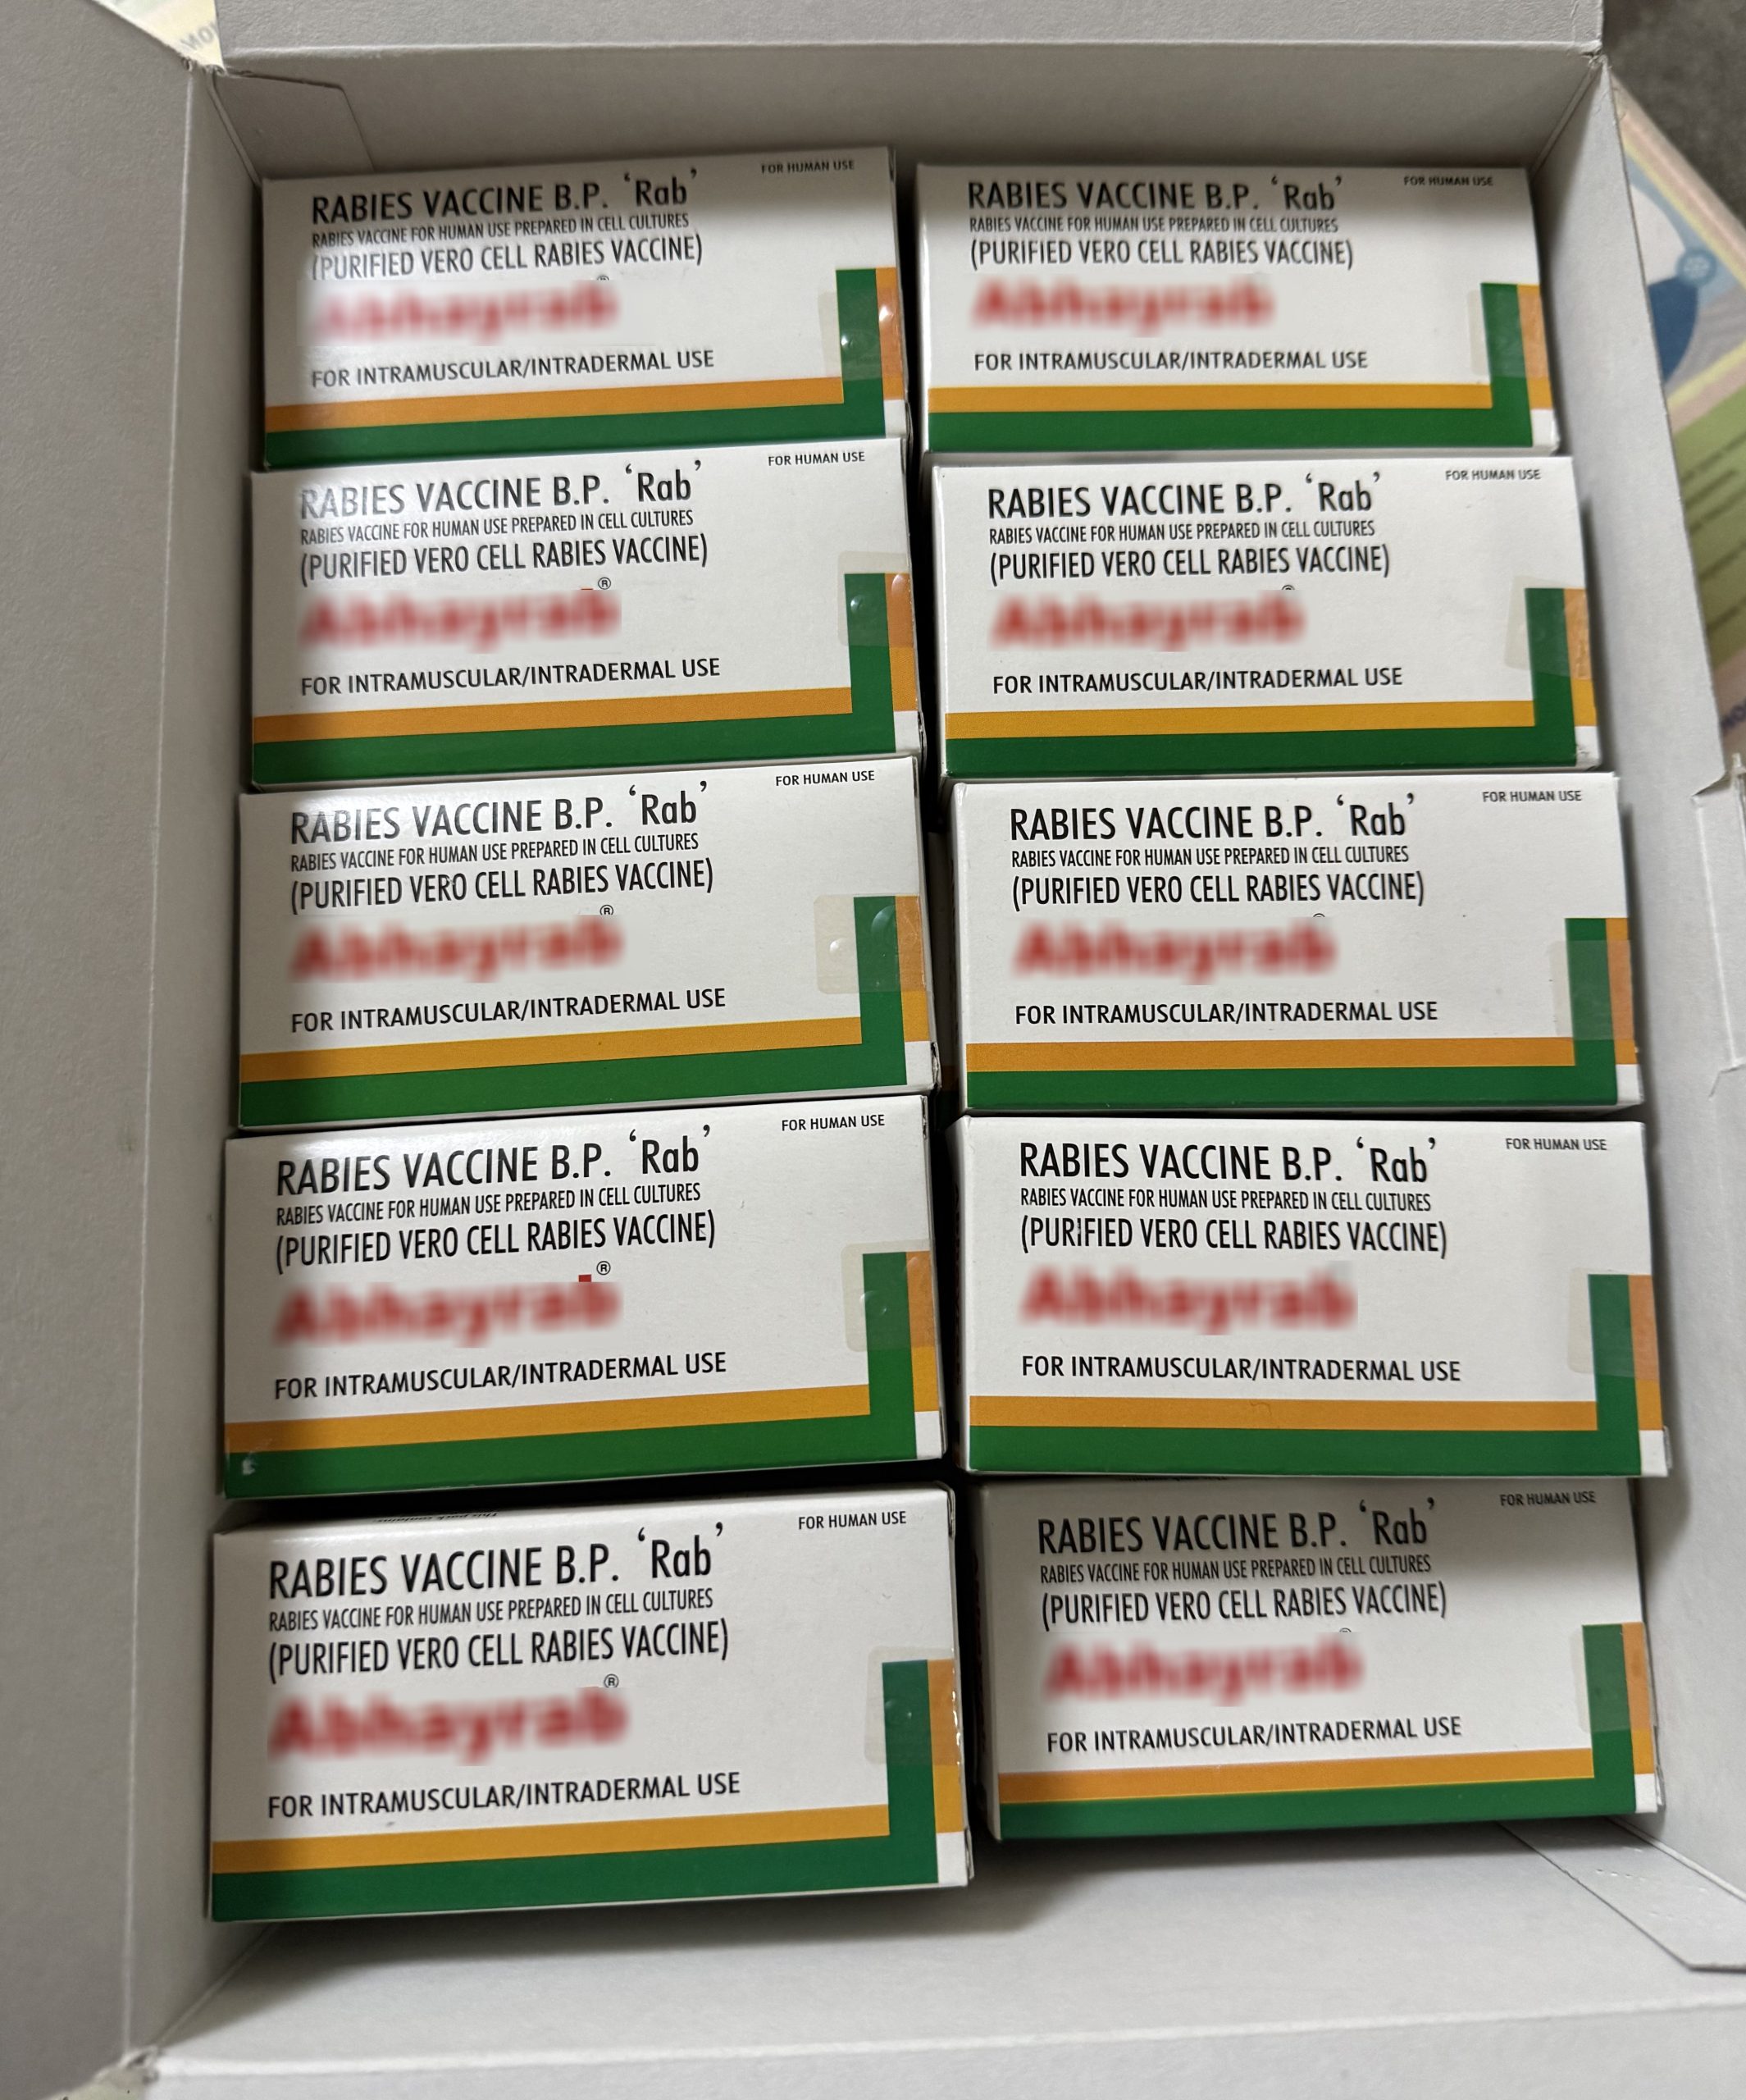 FOR HUMAN USE
RABIES VACCINE B.P. ‘Rab’
RABIES VACCINE FOR HUMAN USE PREPARED IN CELL CULTURES
(PURIFIED VERO CELL RABIES VACCINE)
Abhayrab
FOR INTRAMUSCULAR/INTRADERMAL USE
FOR HUMAN USE
RABIES VACCINE B.P. ‘Rab’
RABIES VACCINE FOR HUMAN USE PREPARED IN CELL CULTURES
(PURIFIED VERO CELL RABIES VACCINE)
Abhayrab
FOR INTRAMUSCULAR/INTRADERMAL USE
FOR HUMAN USE
RABIES VACCINE B.P. ‘Rab’
RABIES VACCINE FOR HUMAN USE PREPARED IN CELL CULTURES
(PURIFIED VERO CELL RABIES VACCINE)
Abhayrab®
FOR INTRAMUSCULAR/INTRADERMAL USE
FOR HUMAN USE
RABIES VACCINE B.P. ‘Rab’
RABIES VACCINE FOR HUMAN USE PREPARED IN CELL CULTURES
(PURIFIED VERO CELL RABIES VACCINE)
Abhayrab
FOR INTRAMUSCULAR/INTRADERMAL USE
FOR HUMAN USE
RABIES VACCINE B.P. ‘Rab’
RABIES VACCINE FOR HUMAN USE PREPARED IN CELL CULTURES
(PURIFIED VERO CELL RABIES VACCINE)
Abhayrab®
FOR INTRAMUSCULAR/INTRADERMAL USE
FOR HUMAN USE
RABIES VACCINE B.P. ‘Rab’
RABIES VACCINE FOR HUMAN USE PREPARED IN CELL CULTURES
(PURIFIED VERO CELL RABIES VACCINE)
Abhayrab
FOR INTRAMUSCULAR/INTRADERMAL USE
FOR HUMAN USE
RABIES VACCINE B.P. ‘Rab’
RABIES VACCINE FOR HUMAN USE PREPARED IN CELL CULTURES
(PURIFIED VERO CELL RABIES VACCINE)
Abhayrab®
FOR INTRAMUSCULAR/INTRADERMAL USE
FOR HUMAN USE
RABIES VACCINE B.P. ‘Rab’
RABIES VACCINE FOR HUMAN USE PREPARED IN CELL CULTURES
(PURIFIED VERO CELL RABIES VACCINE)
Abhayrab
FOR INTRAMUSCULAR/INTRADERMAL USE
FOR HUMAN USE
RABIES VACCINE B.P. ‘Rab’
RABIES VACCINE FOR HUMAN USE PREPARED IN CELL CULTURES
(PURIFIED VERO CELL RABIES VACCINE)
Abhayrab®
FOR INTRAMUSCULAR/INTRADERMAL USE
FOR HUMAN USE
RABIES VACCINE B.P. ‘Rab’
RABIES VACCINE FOR HUMAN USE PREPARED IN CELL CULTURES
(PURIFIED VERO CELL RABIES VACCINE)
Abhayrab
FOR INTRAMUSCULAR/INTRADERMAL USE